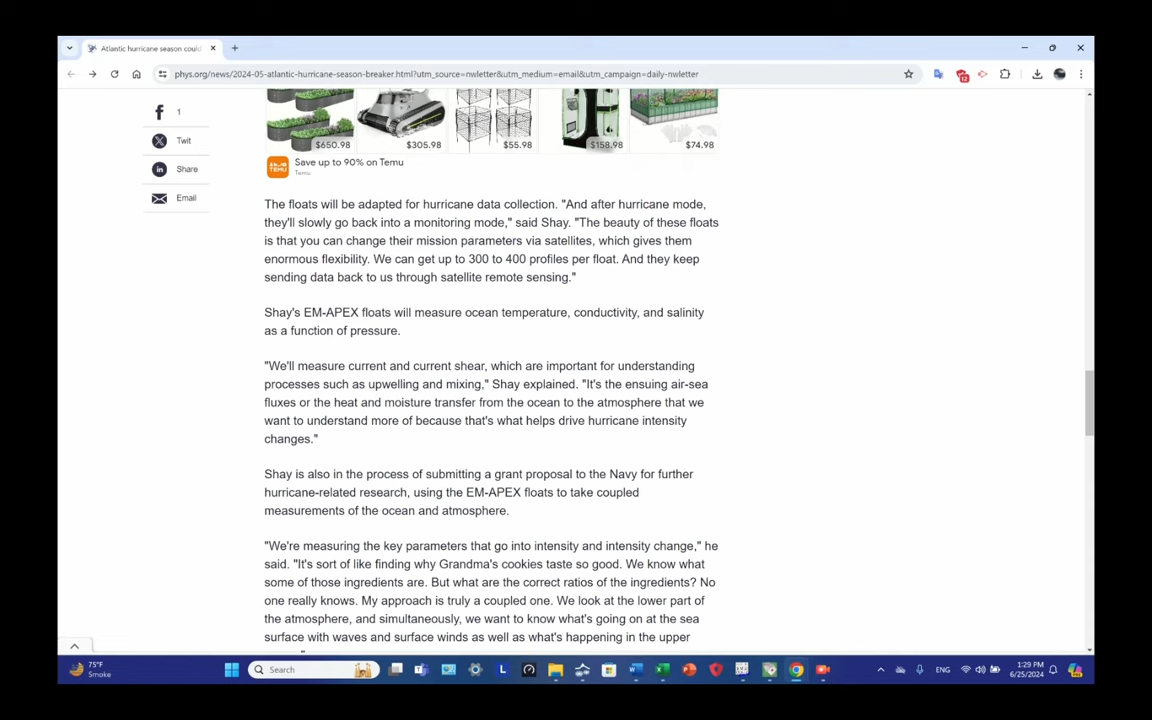 Atlantic hurricane season could
phys.org/news/2024-05-atlantic-hurricane-season-breaker.html?utm_source=nwletter&utm_medium=email&utm_campaign=daily-nwletter
12
1
Twit
Share
Email
$650.98
$305.98
$55.98
$158.98
$74.98
TEMU
Save up to 90% on Temu
Temu
The floats will be adapted for hurricane data collection. "And after hurricane mode,
they'll slowly go back into a monitoring mode," said Shay. "The beauty of these floats
is that you can change their mission parameters via satellites, which gives them
enormous flexibility. We can get up to 300 to 400 profiles per float. And they keep
sending data back to us through satellite remote sensing."
Shay's EM-APEX floats will measure ocean temperature, conductivity, and salinity
as a function of pressure.
"We'll measure current and current shear, which are important for understanding
processes such as upwelling and mixing," Shay explained. "It's the ensuing air-sea
fluxes or the heat and moisture transfer from the ocean to the atmosphere that we
want to understand more of because that's what helps drive hurricane intensity
changes."
Shay is also in the process of submitting a grant proposal to the Navy for further
hurricane-related research, using the EM-APEX floats to take coupled
measurements of the ocean and atmosphere.
"We're measuring the key parameters that go into intensity and intensity change," he
said. "It's sort of like finding why Grandma's cookies taste so good. We know what
some of those ingredients are. But what are the correct ratios of the ingredients? No
one really knows. My approach is truly a coupled one. We look at the lower part of
the atmosphere, and simultaneously, we want to know what's going on at the sea
surface with waves and surface winds as well as what's happening in the upper
75°F
Smoke
Search
ENG
1:29 PM
6/25/2024